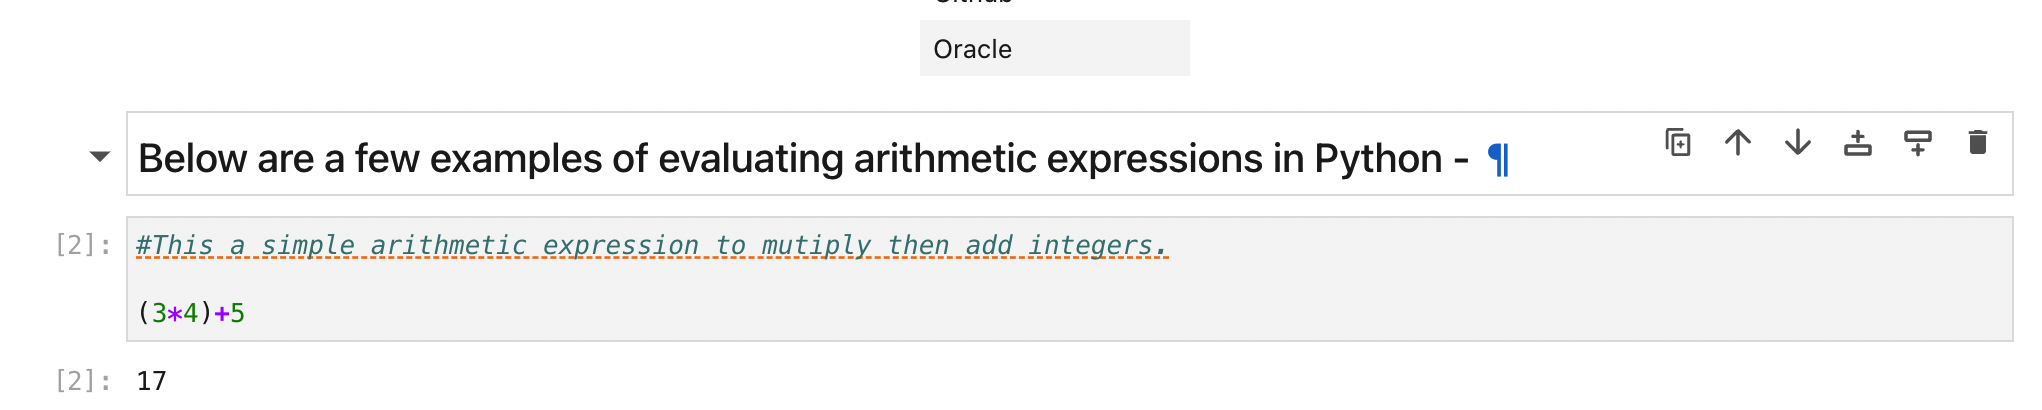 Oracle
Below are a few examples of evaluating arithmetic expressions in Python - ¶
[2]: #This a simple arithmetic expression to mutiply then add integers.
(3*4)+5
[2]: 17